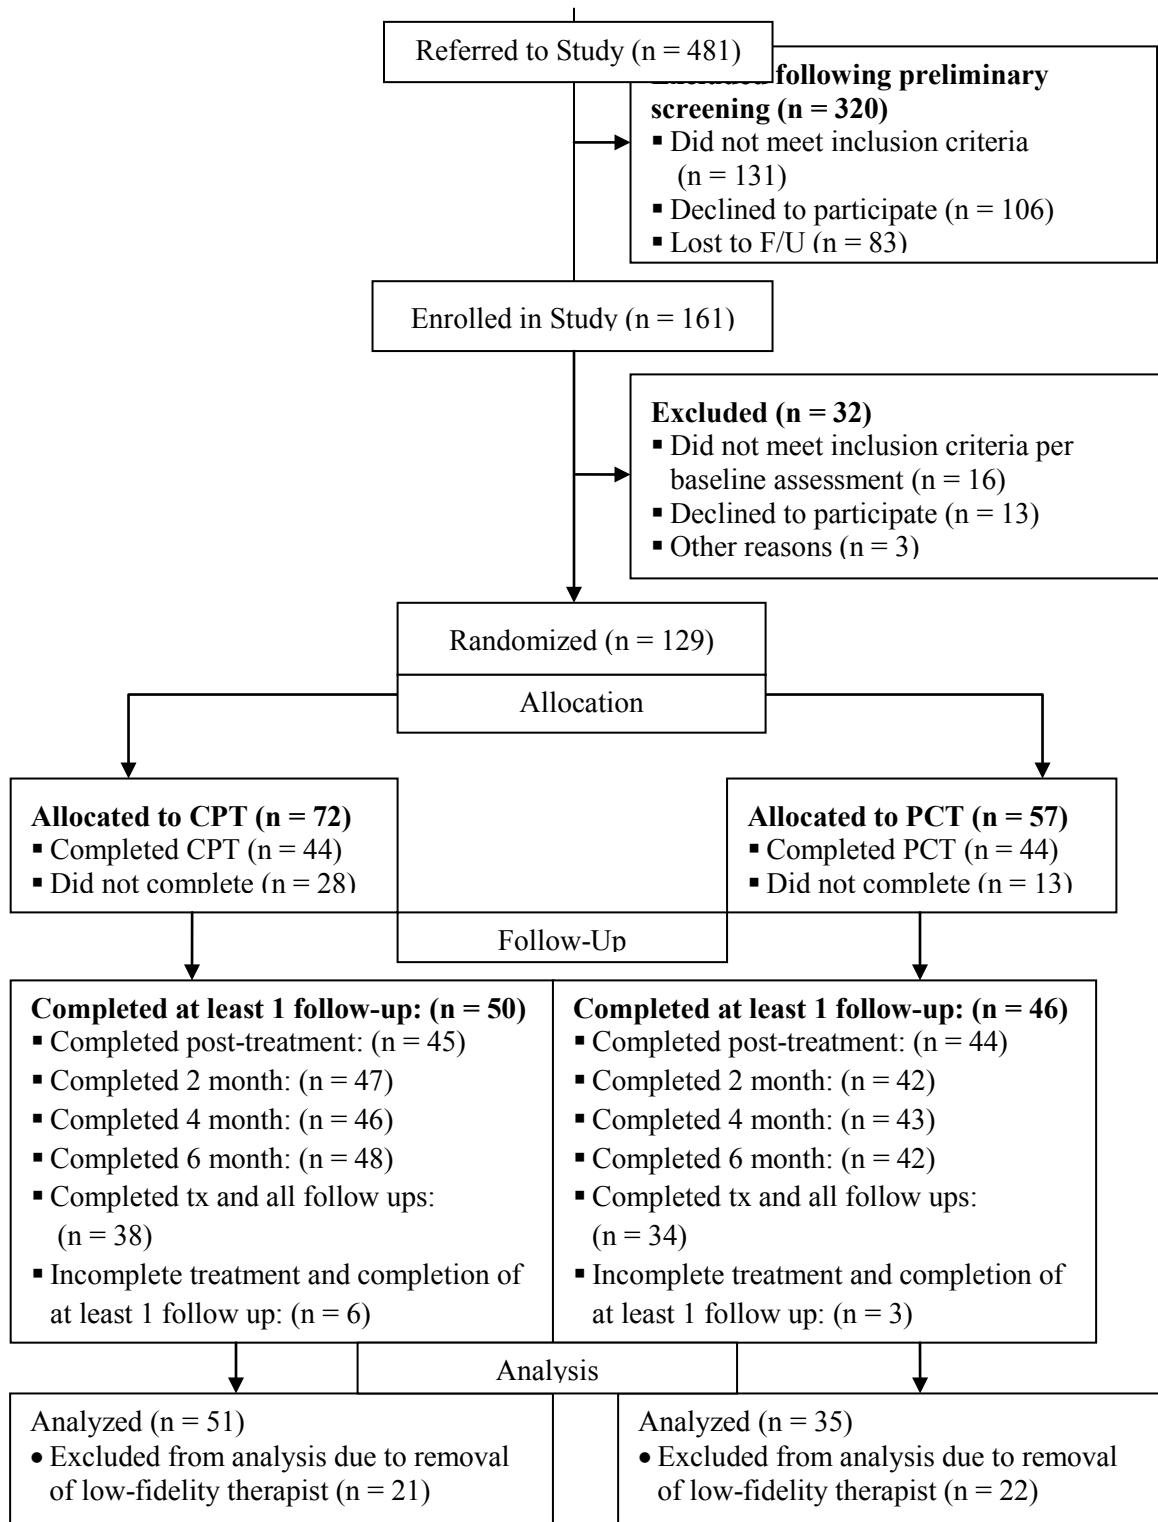 Referred to Study (n = 481)
following preliminary
screening (n = 320)
▪ Did not meet inclusion criteria
(n = 131)
▪ Declined to participate (n = 106)
▪ Lost to F/U (n = 83)
Enrolled in Study (n = 161)
Excluded (n = 32)
▪ Did not meet inclusion criteria per
baseline assessment (n = 16)
▪ Declined to participate (n = 13)
▪ Other reasons (n = 3)
Randomized (n = 129)
Allocation
Allocated to CPT (n = 72)
▪ Completed CPT (n = 44)
▪ Did not complete (n = 28)
Allocated to PCT (n = 57)
▪ Completed PCT (n = 44)
▪ Did not complete (n = 13)
Follow-Up
Completed at least 1 follow-up: (n = 50)
▪ Completed post-treatment: (n = 45)
▪ Completed 2 month: (n = 47)
▪ Completed 4 month: (n = 46)
▪ Completed 6 month: (n = 48)
▪ Completed tx and all follow ups:
(n = 38)
▪ Incomplete treatment and completion of
at least 1 follow up: (n = 6)
Completed at least 1 follow-up: (n = 46)
▪ Completed post-treatment: (n = 44)
▪ Completed 2 month: (n = 42)
▪ Completed 4 month: (n = 43)
▪ Completed 6 month: (n = 42)
▪ Completed tx and all follow ups:
(n = 34)
▪ Incomplete treatment and completion of
at least 1 follow up: (n = 3)
Analysis
Analyzed (n = 51)
• Excluded from analysis due to removal
of low-fidelity therapist (n = 21)
Analyzed (n = 35)
• Excluded from analysis due to removal
of low-fidelity therapist (n = 22)